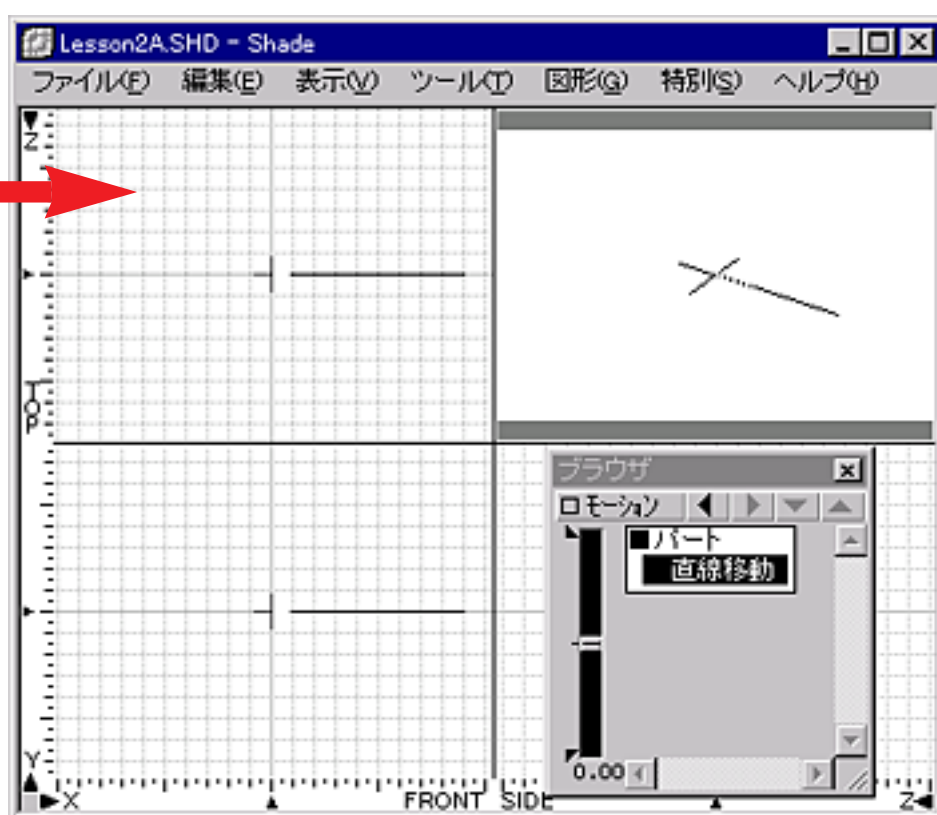 Lesson2A.SHD - Shade
ファイル(F) 編集(E) 表示(V) ツール(T) 図形(G) 特別(S) ヘルプ(H)
Z
TOP
ブラウザ
モーション
パート
直線移動
Y
0.00
X FRONT SIDE Z